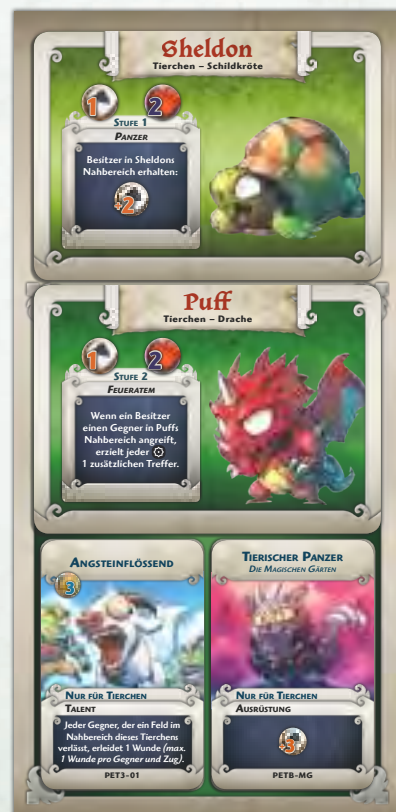 Sheldon
Tierchen – Schildkröte
1 2
Stufe 1
Panzer
Besitzer in Sheldons
Nahbereich erhalten:
+2
Puff
Tierchen – Drache
1 2
Stufe 2
Feueratem
Wenn ein Besitzer
einen Gegner in Puffs
Nahbereich angreift,
erzielt jeder
1 zusätzlichen Treffer.
Angsteinflössend
3
Nur für Tierchen
Talent
Jeder Gegner, der ein Feld im
Nahbereich dieses Tierchens
verlässt, erleidet 1 Wunde (max.
1 Wunde pro Gegner und Zug).
PET3-01
Tierischer Panzer
Die Magischen Gärten
Nur für Tierchen
Ausrüstung
+3
PETB-MG